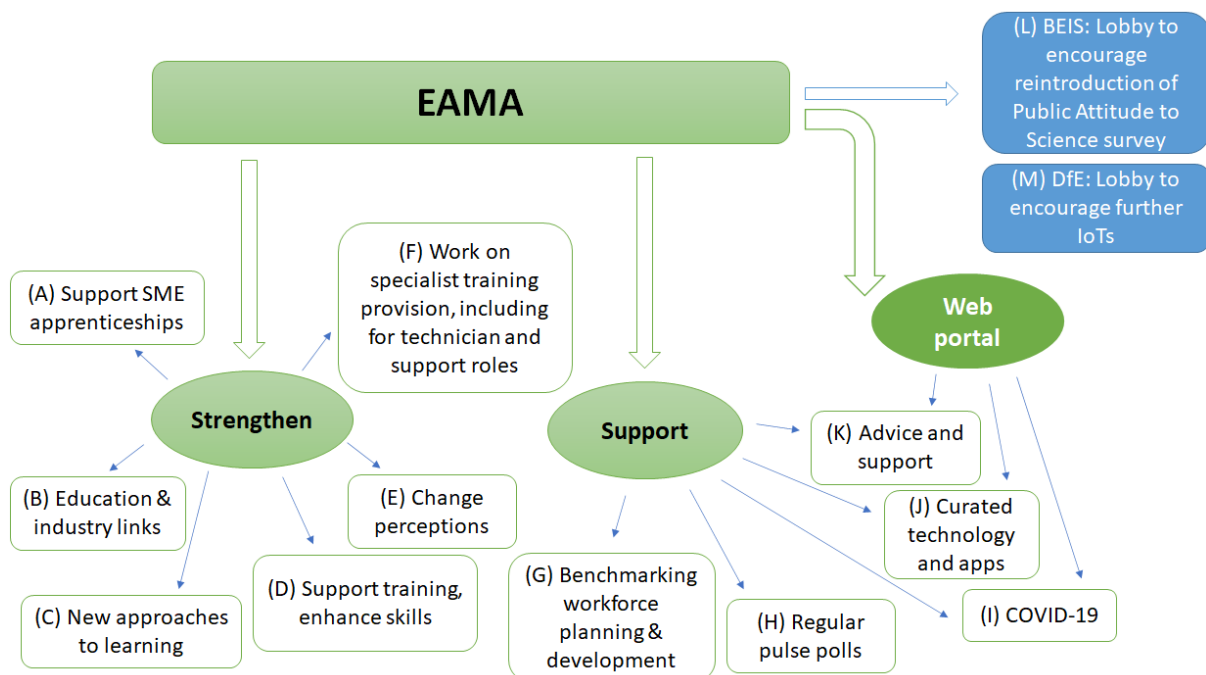 EAMA
(L) BEIS: Lobby to
encourage
reintroduction of
Public Attitude to
Science survey
(M) DfE: Lobby to
encourage further
IoTs
(F) Work on
specialist training
provision, including
for technician and
support roles
(A) Support SME
apprenticeships
Web
portal
Strengthen
Support
(K) Advice and
support
(B) Education &
industry links
(E) Change
perceptions
(J) Curated
technology
and apps
(C) New approaches
to learning
(D) Support training,
enhance skills
(G) Benchmarking
workforce
planning &
development
(H) Regular
pulse polls
(I) COVID-19